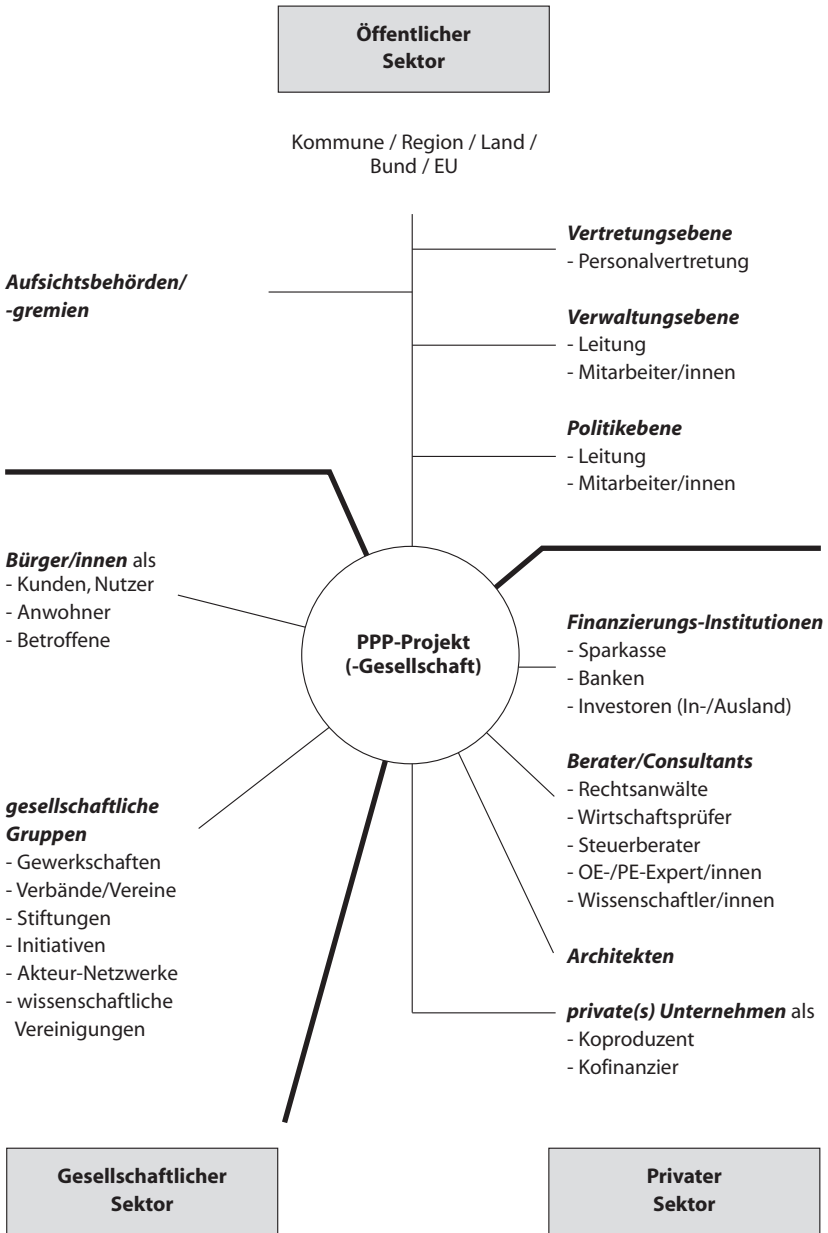 Öffentlicher
Sektor
Kommune / Region / Land /
Bund / EU
Aufsichtsbehörden/
-gremien
Vertretungsebene
- Personalvertretung
Verwaltungsebene
- Leitung
- Mitarbeiter/innen
Politikebene
- Leitung
- Mitarbeiter/innen
Bürger/innen als
- Kunden, Nutzer
- Anwohner
- Betroffene
PPP-Projekt
(-Gesellschaft)
Finanzierungs-Institutionen
- Sparkasse
- Banken
- Investoren (In-/Ausland)
Berater/Consultants
- Rechtsanwälte
- Wirtschaftsprüfer
- Steuerberater
- OE-/PE-Expert/innen
- Wissenschaftler/innen
gesellschaftliche
Gruppen
- Gewerkschaften
- Verbände/Vereine
- Stiftungen
- Initiativen
- Akteur-Netzwerke
- wissenschaftliche
Vereinigungen
Architekten
private(s) Unternehmen als
- Koproduzent
- Kofinanzier
Gesellschaftlicher
Sektor
Privater
Sektor